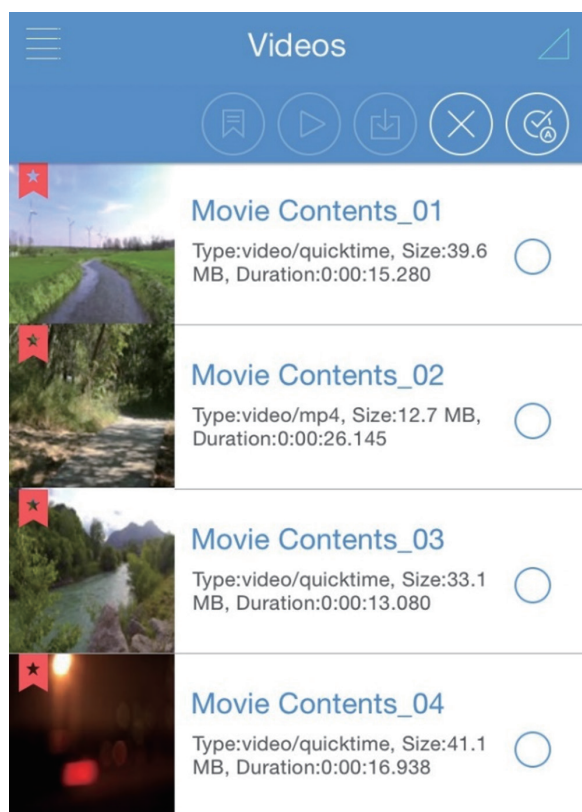 Videos
A
Movie Contents_01
Type:video/quicktime, Size:39.6
MB, Duration:0:00:15.280
Movie Contents_02
Type:video/mp4, Size:12.7 MB,
Duration:0:00:26.145
Movie Contents_03
Type:video/quicktime, Size:33.1
MB, Duration:0:00:13.080
Movie Contents_04
Type:video/quicktime, Size:41.1
MB, Duration:0:00:16.938